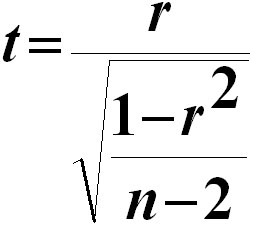 t = r / √((1 − r²) / (n − 2))